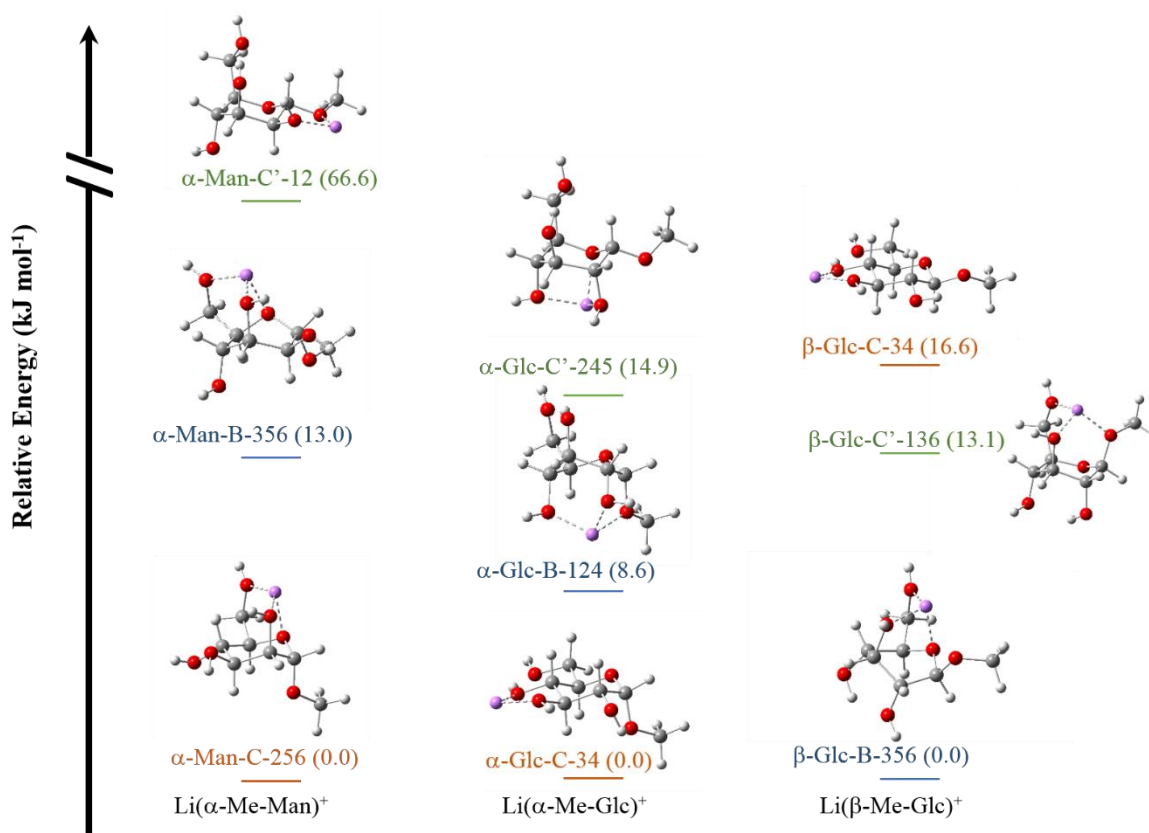 Relative Energy (kJ mol⁻¹)
α-Man-C’-12 (66.6)
α-Man-B-356 (13.0)
α-Man-C-256 (0.0)
Li(α-Me-Man)⁺
α-Glc-C’-245 (14.9)
α-Glc-B-124 (8.6)
α-Glc-C-34 (0.0)
Li(α-Me-Glc)⁺
β-Glc-C-34 (16.6)
β-Glc-C’-136 (13.1)
β-Glc-B-356 (0.0)
Li(β-Me-Glc)⁺